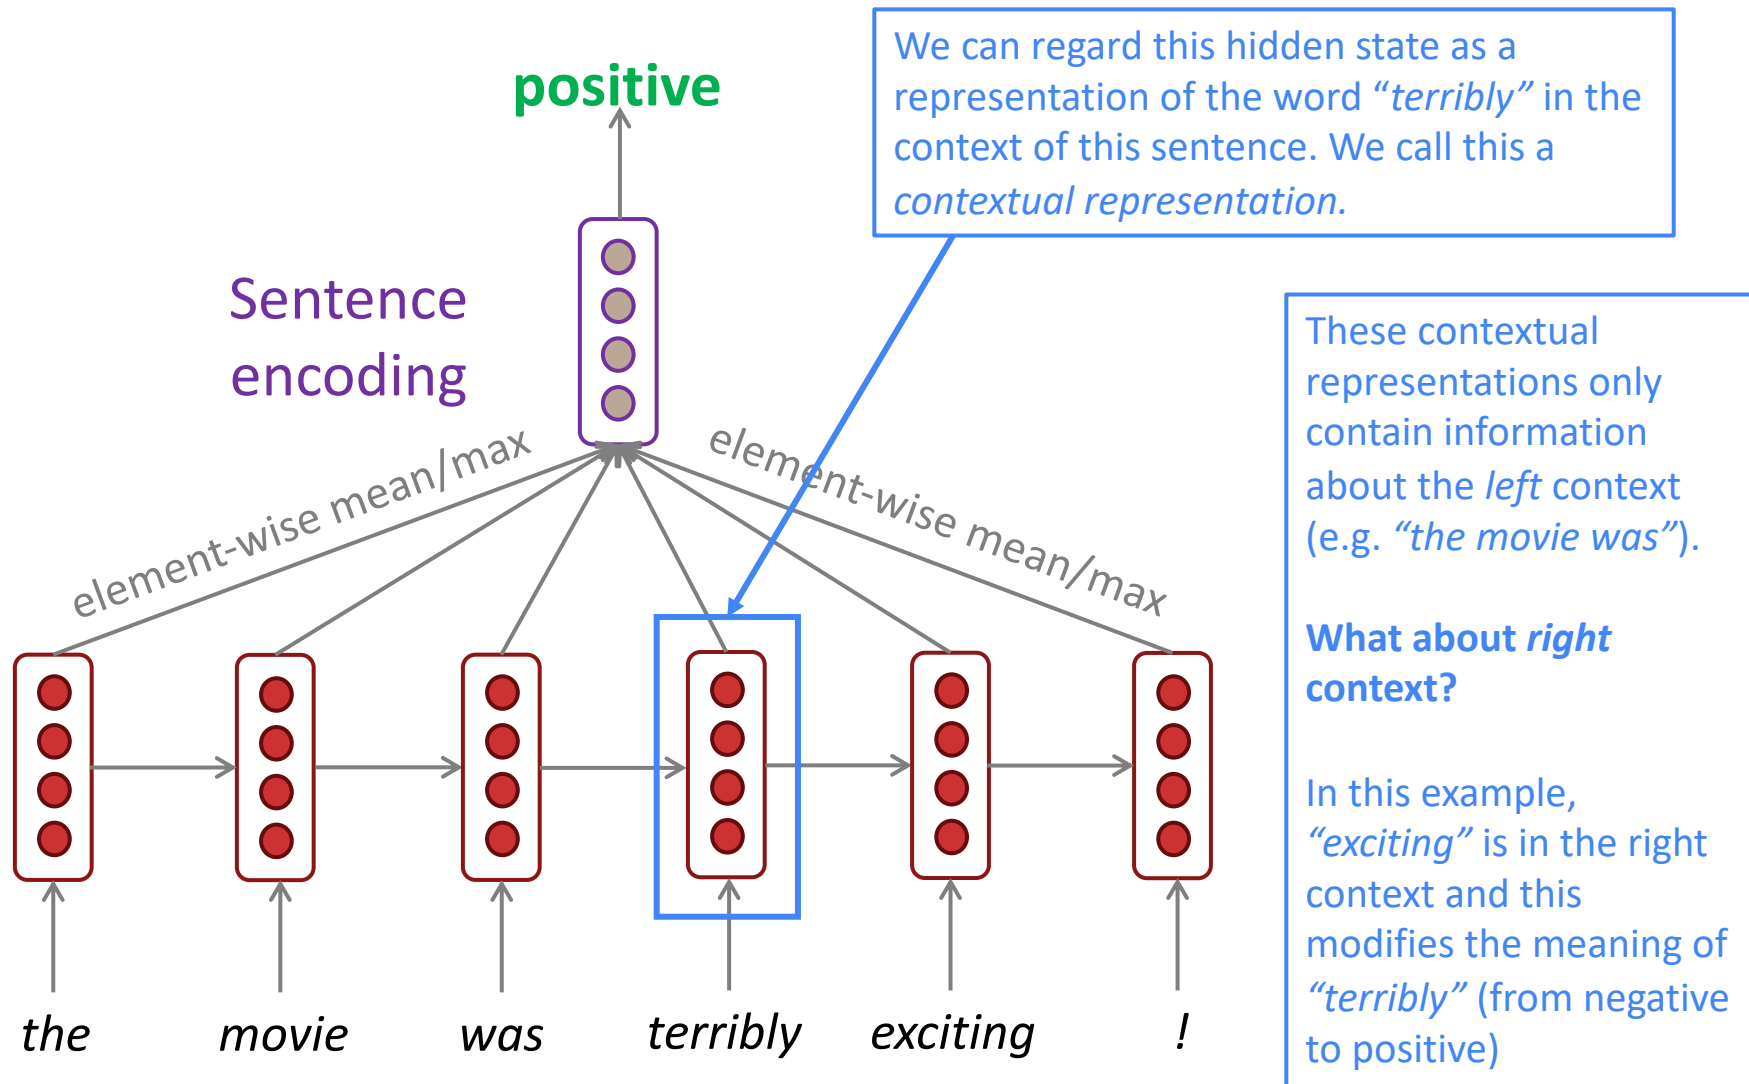 positive
We can regard this hidden state as a
representation of the word “terribly” in the
context of this sentence. We call this a
contextual representation.
Sentence
encoding
element-wise mean/max
element-wise mean/max
These contextual
representations only
contain information
about the left context
(e.g. “the movie was”).
What about right
context?
In this example,
“exciting” is in the right
context and this
modifies the meaning of
“terribly” (from negative
to positive)
the movie was terribly exciting !